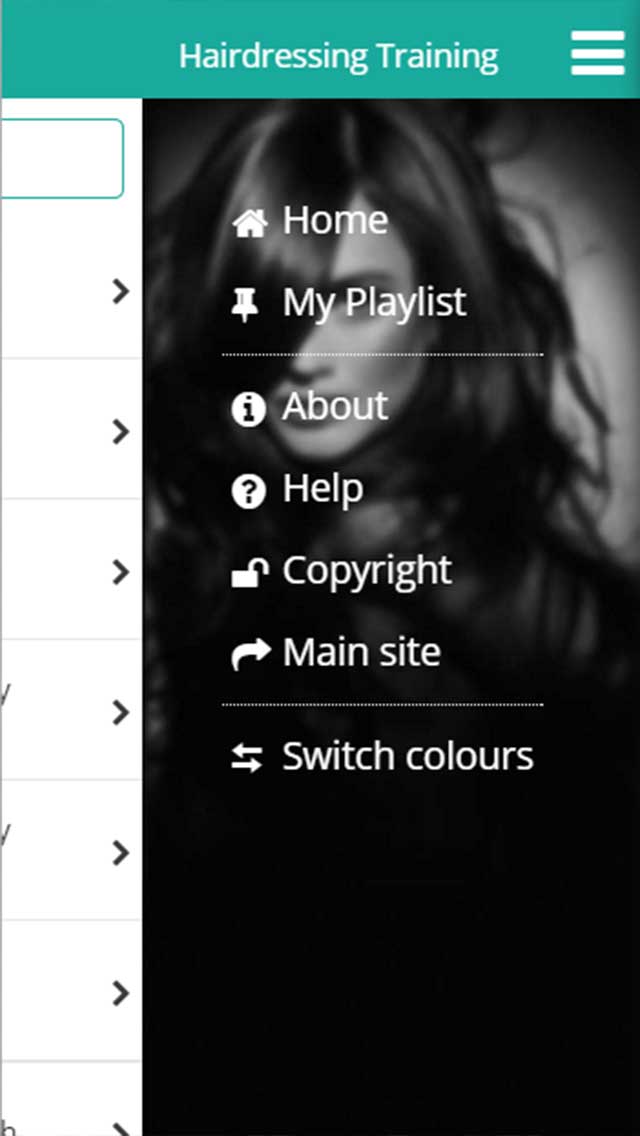 Hairdressing Training
Home
My Playlist
About
Help
Copyright
Main site
Switch colours
y
y
h